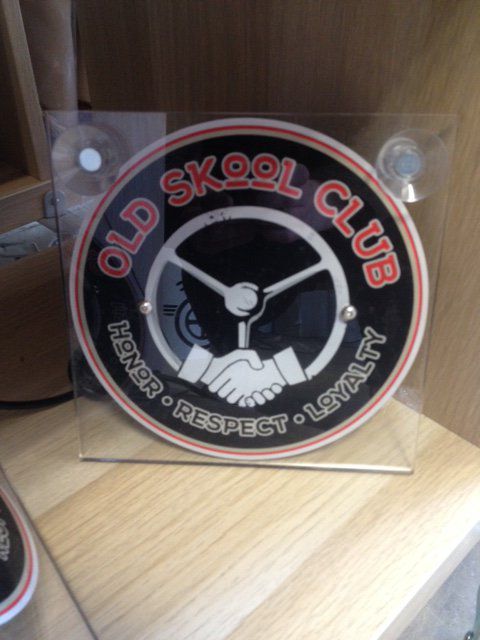 OLD SKOOL CLUB
HONOR • RESPECT • LOYALTY